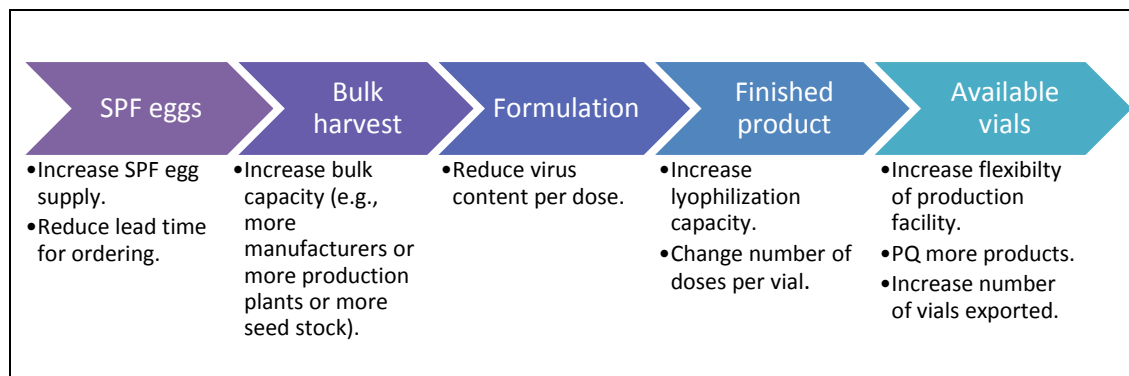 SPF eggs
•Increase SPF egg
supply.
•Reduce lead time
for ordering.
Bulk
harvest
•Increase bulk
capacity (e.g.,
more
manufacturers or
more production
plants or more
seed stock).
Formulation
•Reduce virus
content per dose.
Finished
product
•Increase
lyophilization
capacity.
•Change number of
doses per vial.
Available
vials
•Increase flexibilty
of production
facility.
•PQ more products.
•Increase number
of vials exported.